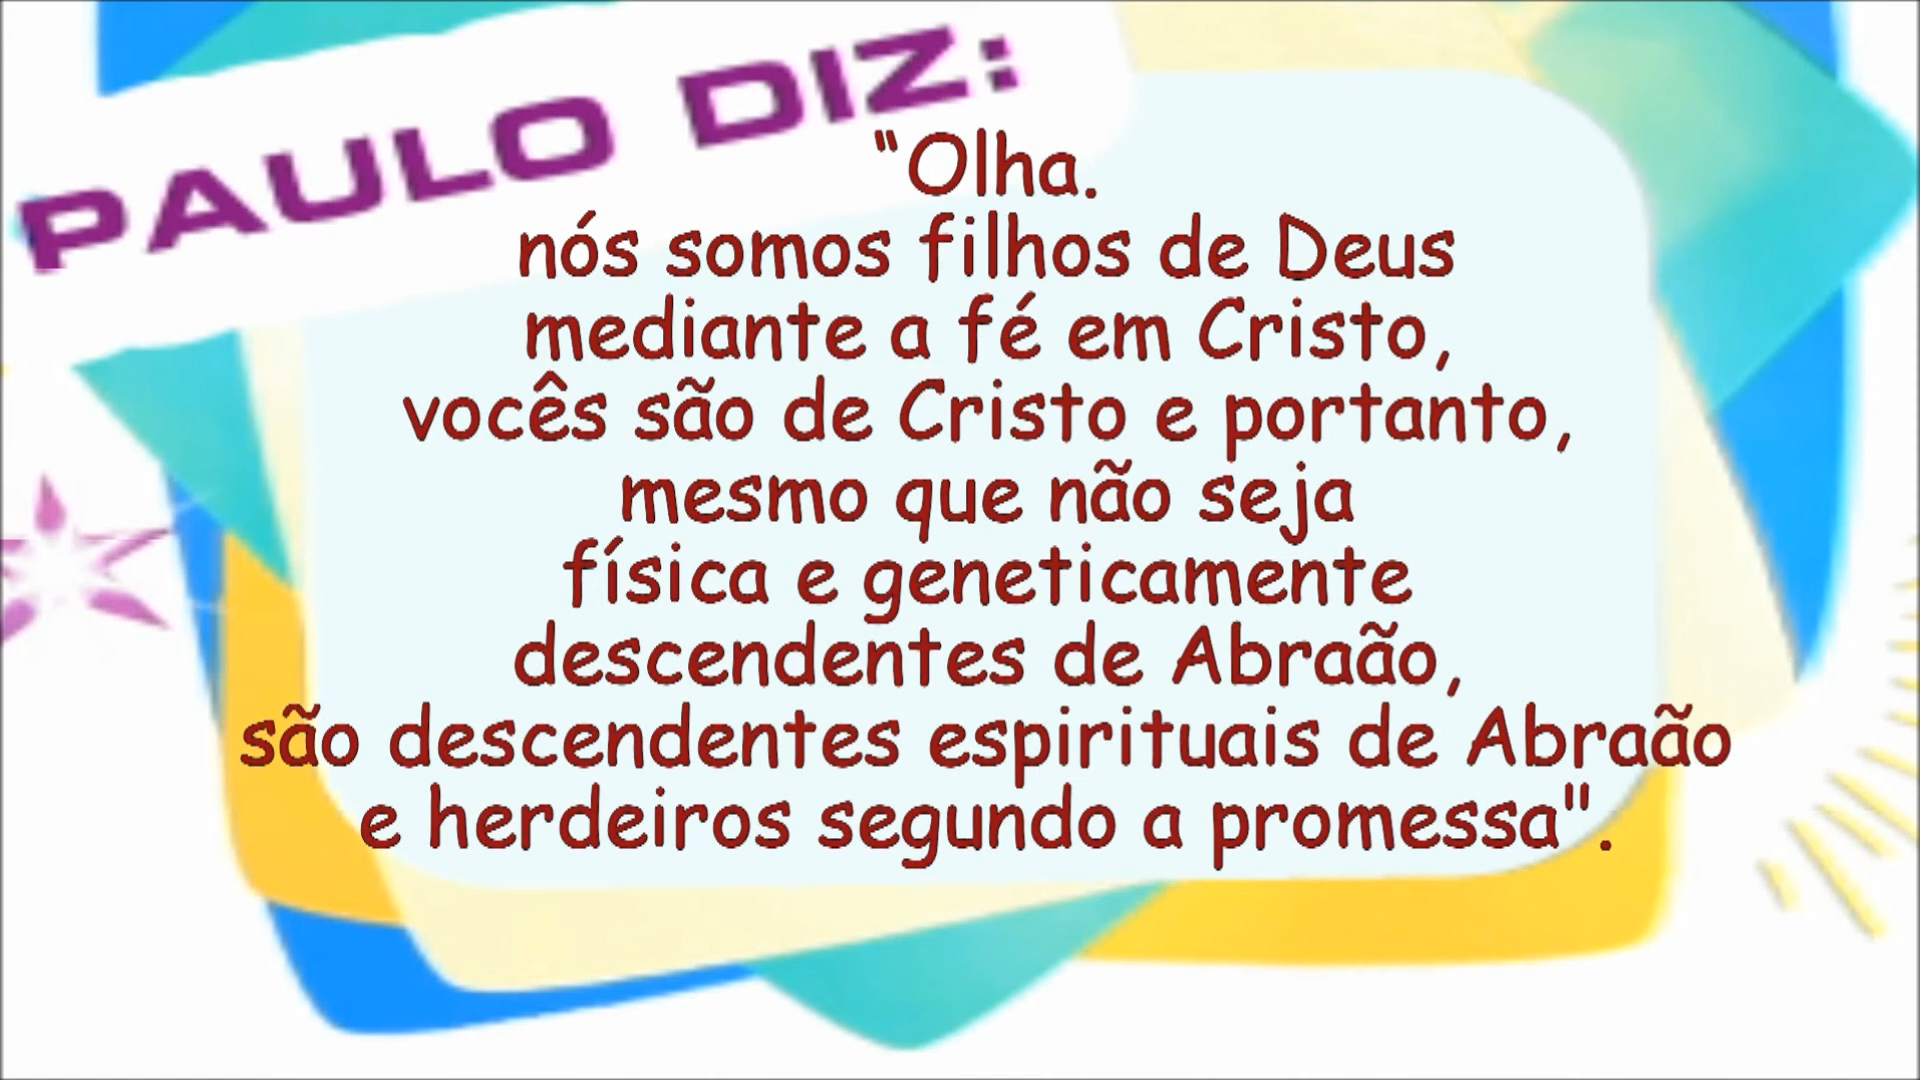 PAULO DIZ:
"Olha.
nós somos filhos de Deus
mediante a fé em Cristo,
vocês são de Cristo e portanto,
mesmo que não seja
física e geneticamente
descendentes de Abraão,
são descendentes espirituais de Abraão
e herdeiros segundo a promessa".